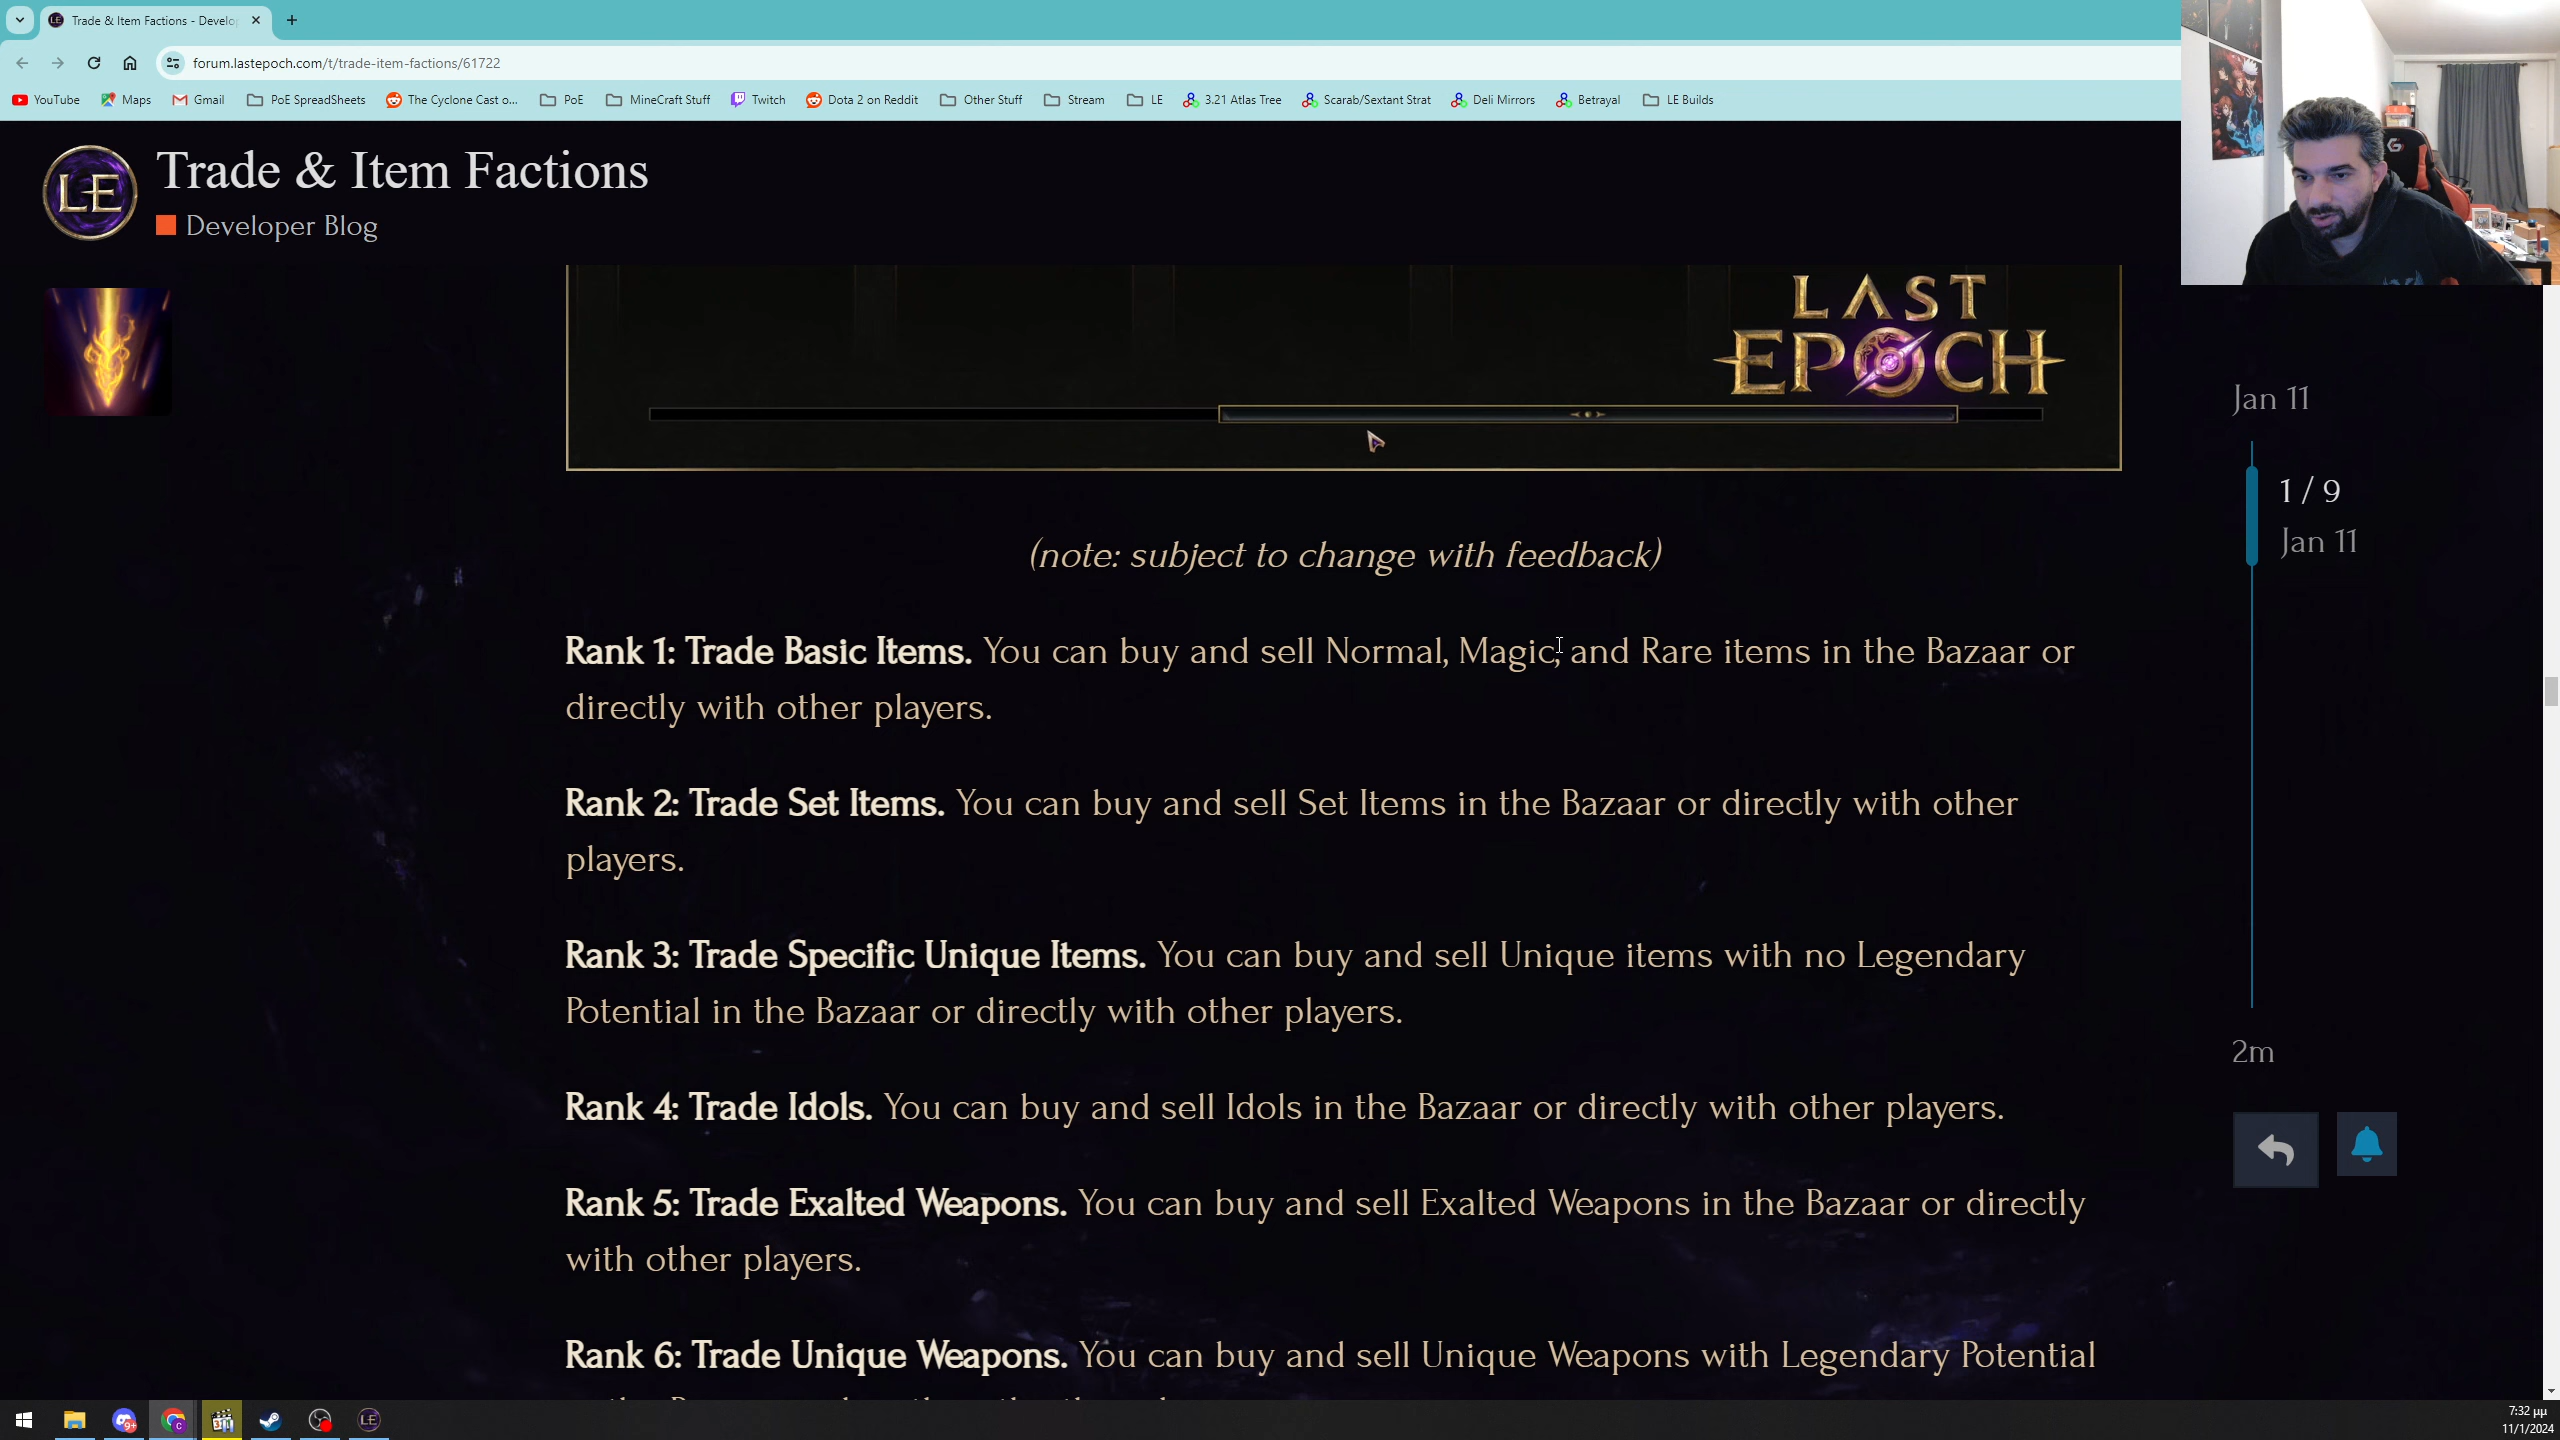 Trade & Item Factions - Develo
forum.lastepoch.com/t/trade-item-factions/61722
YouTube Maps Gmail PoE SpreadSheets The Cyclone Cast o... PoE MineCraft Stuff Twitch Dota 2 on Reddit Other Stuff Stream LE 3.21 Atlas Tree Scarab/Sextant Strat Deli Mirrors Betrayal LE Builds
LE
Trade & Item Factions
Developer Blog
LAST
EPOCH
Jan 11
1 / 9
Jan 11
(note: subject to change with feedback)
Rank 1: Trade Basic Items. You can buy and sell Normal, Magic, and Rare items in the Bazaar or
directly with other players.
Rank 2: Trade Set Items. You can buy and sell Set Items in the Bazaar or directly with other
players.
Rank 3: Trade Specific Unique Items. You can buy and sell Unique items with no Legendary
Potential in the Bazaar or directly with other players.
2m
Rank 4: Trade Idols. You can buy and sell Idols in the Bazaar or directly with other players.
Rank 5: Trade Exalted Weapons. You can buy and sell Exalted Weapons in the Bazaar or directly
with other players.
Rank 6: Trade Unique Weapons. You can buy and sell Unique Weapons with Legendary Potential
9+
LE
7:32 μμ
11/1/2024